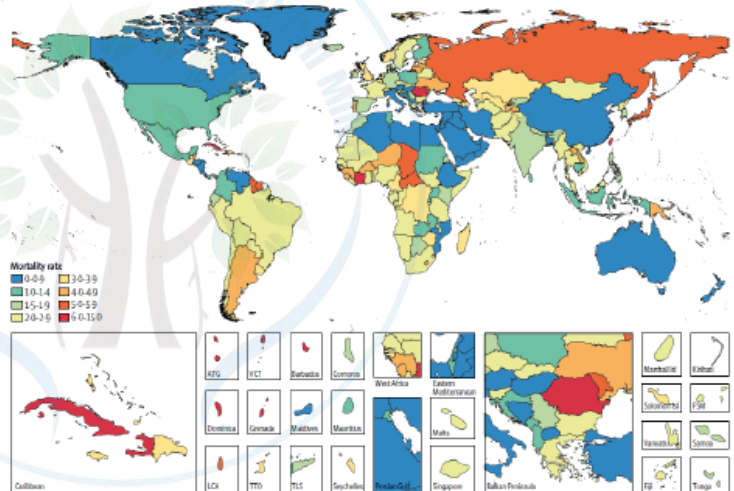 Mortality rate
0-0·9
1·0-1·4
1·5-1·9
2·0-2·9
3·0-3·9
4·0-4·9
5·0-5·9
6·0-15·0
Caribbean
ATG
VCT
Barbados
Comoros
West Africa
Eastern
Mediterranean
Dominica
Grenada
Maldives
Mauritius
Malta
LCA
TTO
TLS
Seychelles
Persian Gulf
Singapore
Balkan Peninsula
Marshall Isl
Kiribati
Solomon Isl
FSM
Vanuatu
Samoa
Fiji
Tonga